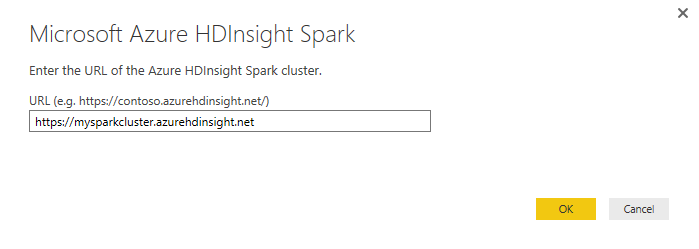 Microsoft Azure HDInsight Spark
Enter the URL of the Azure HDInsight Spark cluster.
URL (e.g. https://contoso.azurehdinsight.net/)
https://mysparkcluster.azurehdinsight.net
OK Cancel